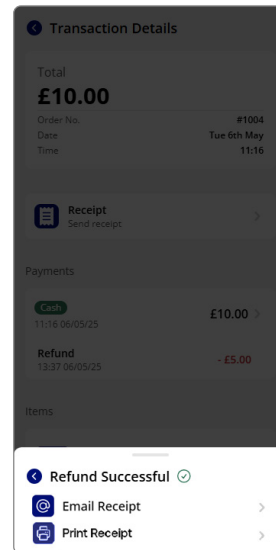 Transaction Details
Total
£10.00
Order No. #1004
Date Tue 6th May
Time 11:16
Receipt
Send receipt
Payments
Cash
11:16 06/05/25 £10.00
Refund
13:37 06/05/25 - £5.00
Items
Refund Successful
Email Receipt
Print Receipt